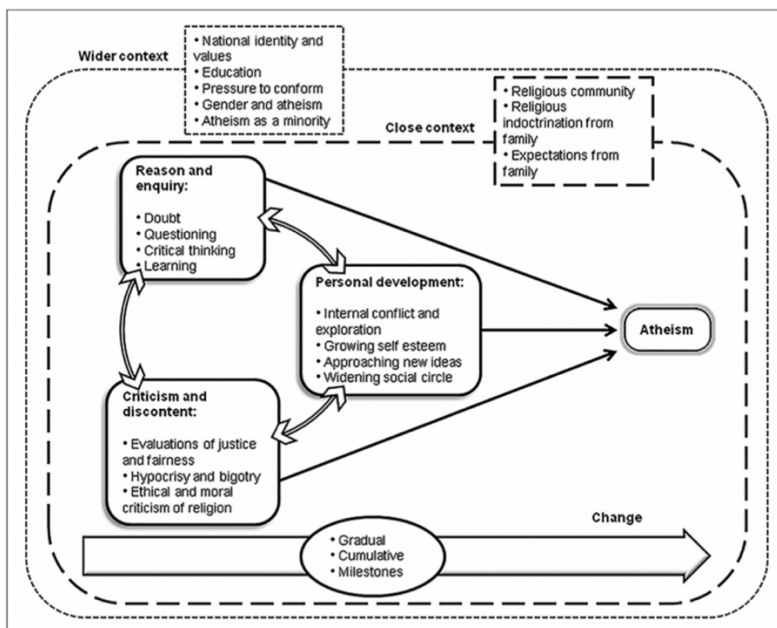 Wider context
• National identity and
values
• Education
• Pressure to conform
• Gender and atheism
• Atheism as a minority
Close context
• Religious community
• Religious
indoctrination from
family
• Expectations from
family
Reason and
enquiry:
• Doubt
• Questioning
• Critical thinking
• Learning
Personal development:
• Internal conflict and
exploration
• Growing self esteem
• Approaching new ideas
• Widening social circle
Atheism
Criticism and
discontent:
• Evaluations of justice
and fairness
• Hypocrisy and bigotry
• Ethical and moral
criticism of religion
Change
• Gradual
• Cumulative
• Milestones